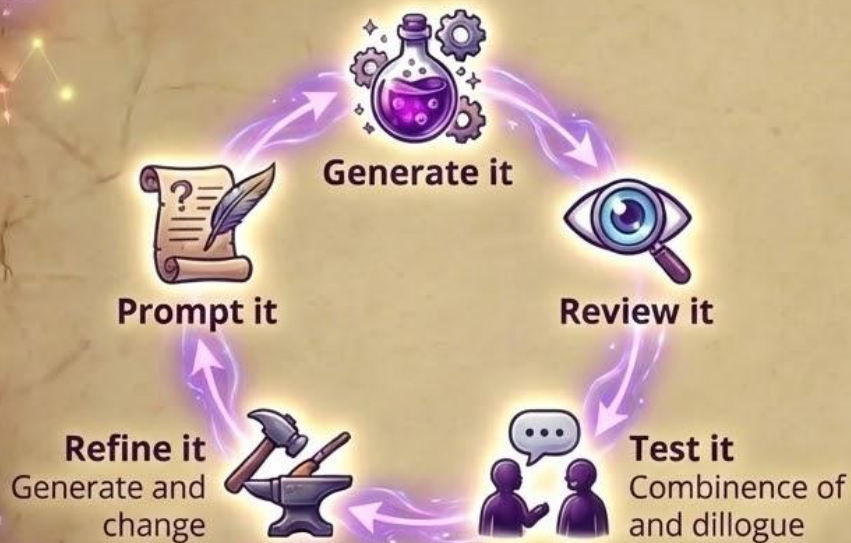 Generate it
Prompt it
Review it
Refine it
Generate and
change
Test it
Combinence of
and dillogue